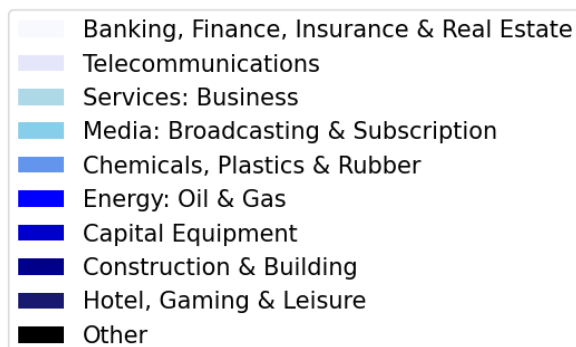 Banking, Finance, Insurance & Real Estate
Telecommunications
Services: Business
Media: Broadcasting & Subscription
Chemicals, Plastics & Rubber
Energy: Oil & Gas
Capital Equipment
Construction & Building
Hotel, Gaming & Leisure
Other